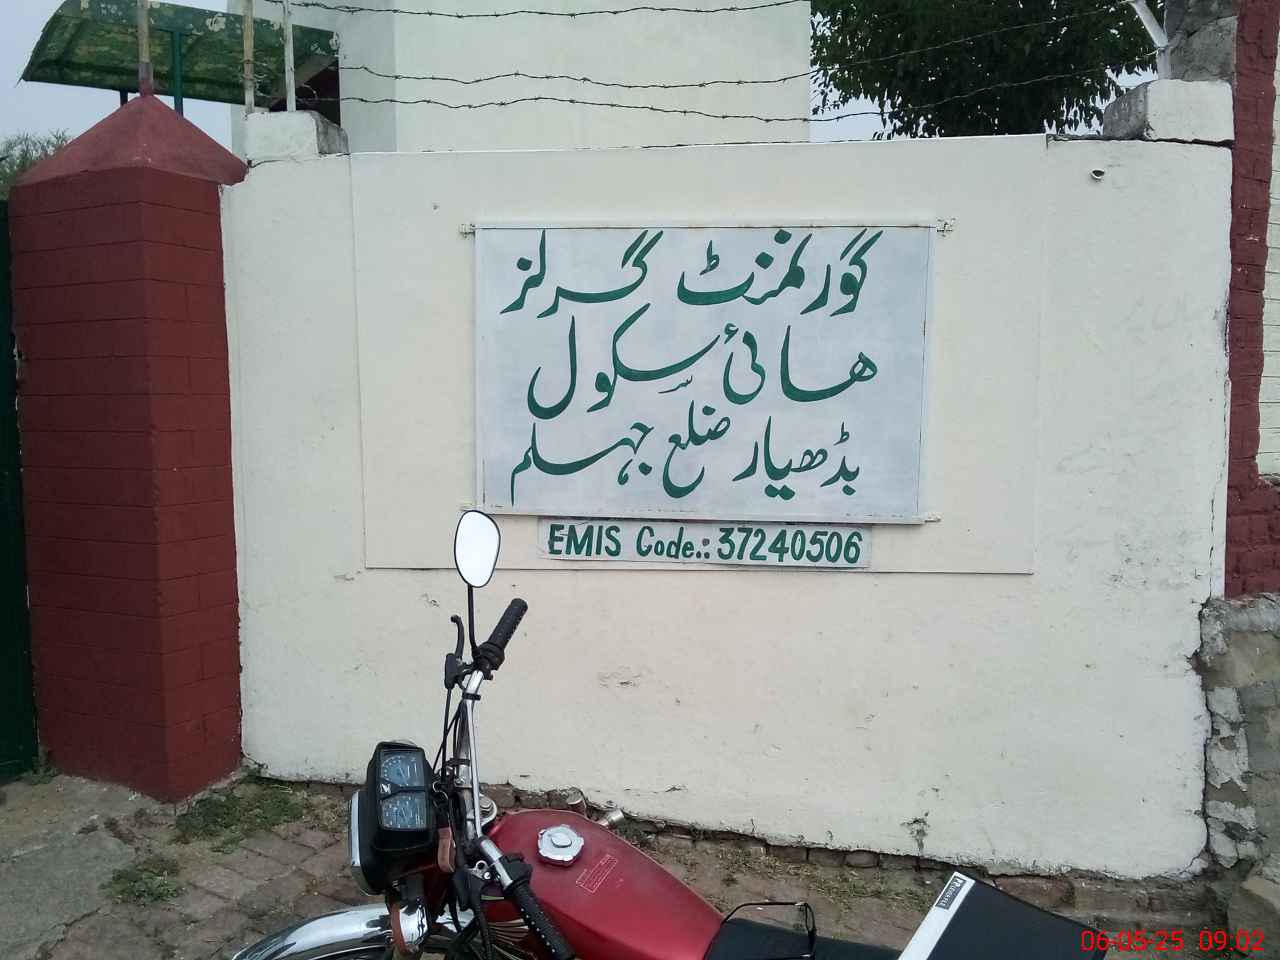 گورنمنٹ گرلز
ھائی سکول
بڈھیار ضلع جہلم
EMIS Code.: 37240506
06-05-25 09:02